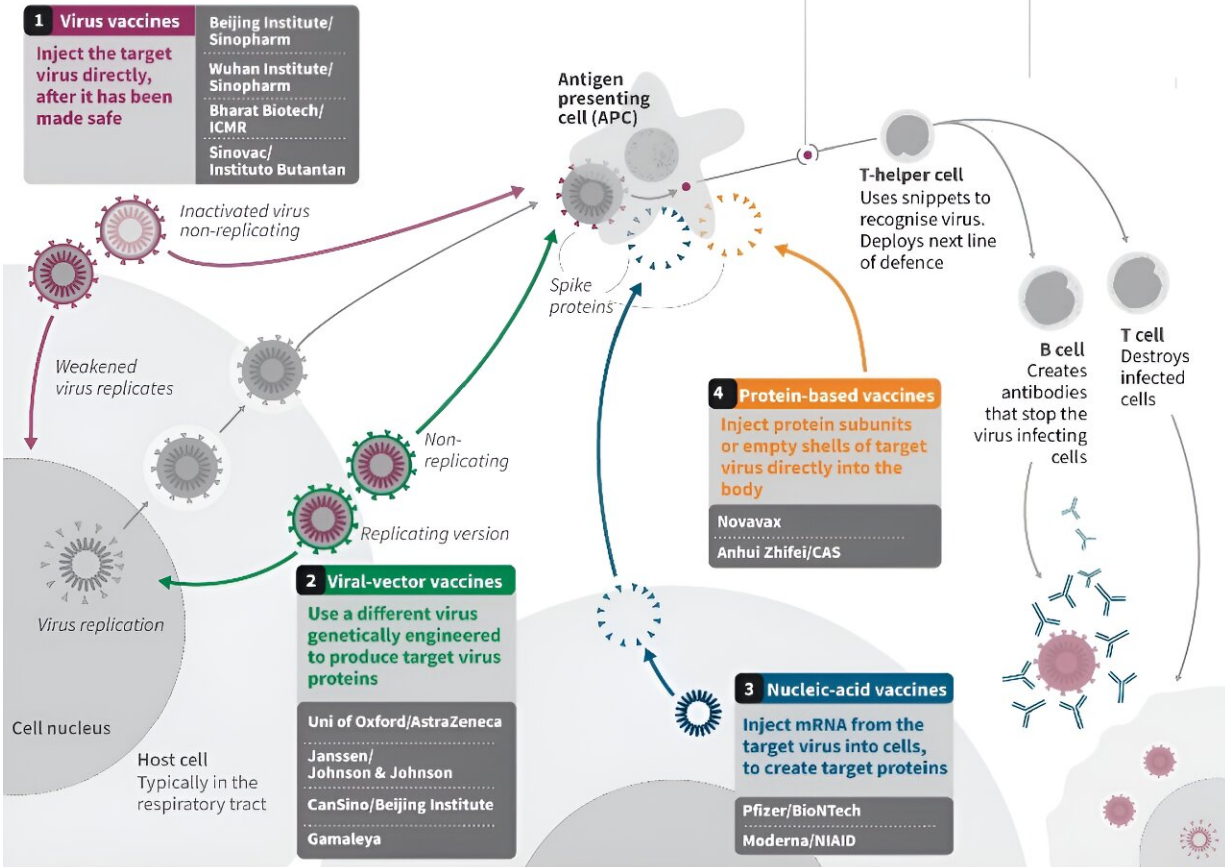 1 Virus vaccines
Inject the target
virus directly,
after it has been
made safe
Beijing Institute/
Sinopharm
Wuhan Institute/
Sinopharm
Bharat Biotech/
ICMR
Sinovac/
Instituto Butantan
Inactivated virus
non-replicating
Weakened
virus replicates
Virus replication
Cell nucleus
Host cell
Typically in the
respiratory tract
Non-
replicating
Replicating version
2 Viral-vector vaccines
Use a different virus
genetically engineered
to produce target virus
proteins
Uni of Oxford/AstraZeneca
Janssen/
Johnson & Johnson
CanSino/Beijing Institute
Gamaleya
Antigen
presenting
cell (APC)
Spike
proteins
4 Protein-based vaccines
Inject protein subunits
or empty shells of target
virus directly into the
body
Novavax
Anhui Zhifei/CAS
3 Nucleic-acid vaccines
Inject mRNA from the
target virus into cells,
to create target proteins
Pfizer/BioNTech
Moderna/NIAID
T-helper cell
Uses snippets to
recognise virus.
Deploys next line
of defence
B cell
Creates
antibodies
that stop the
virus infecting
cells
T cell
Destroys
infected
cells